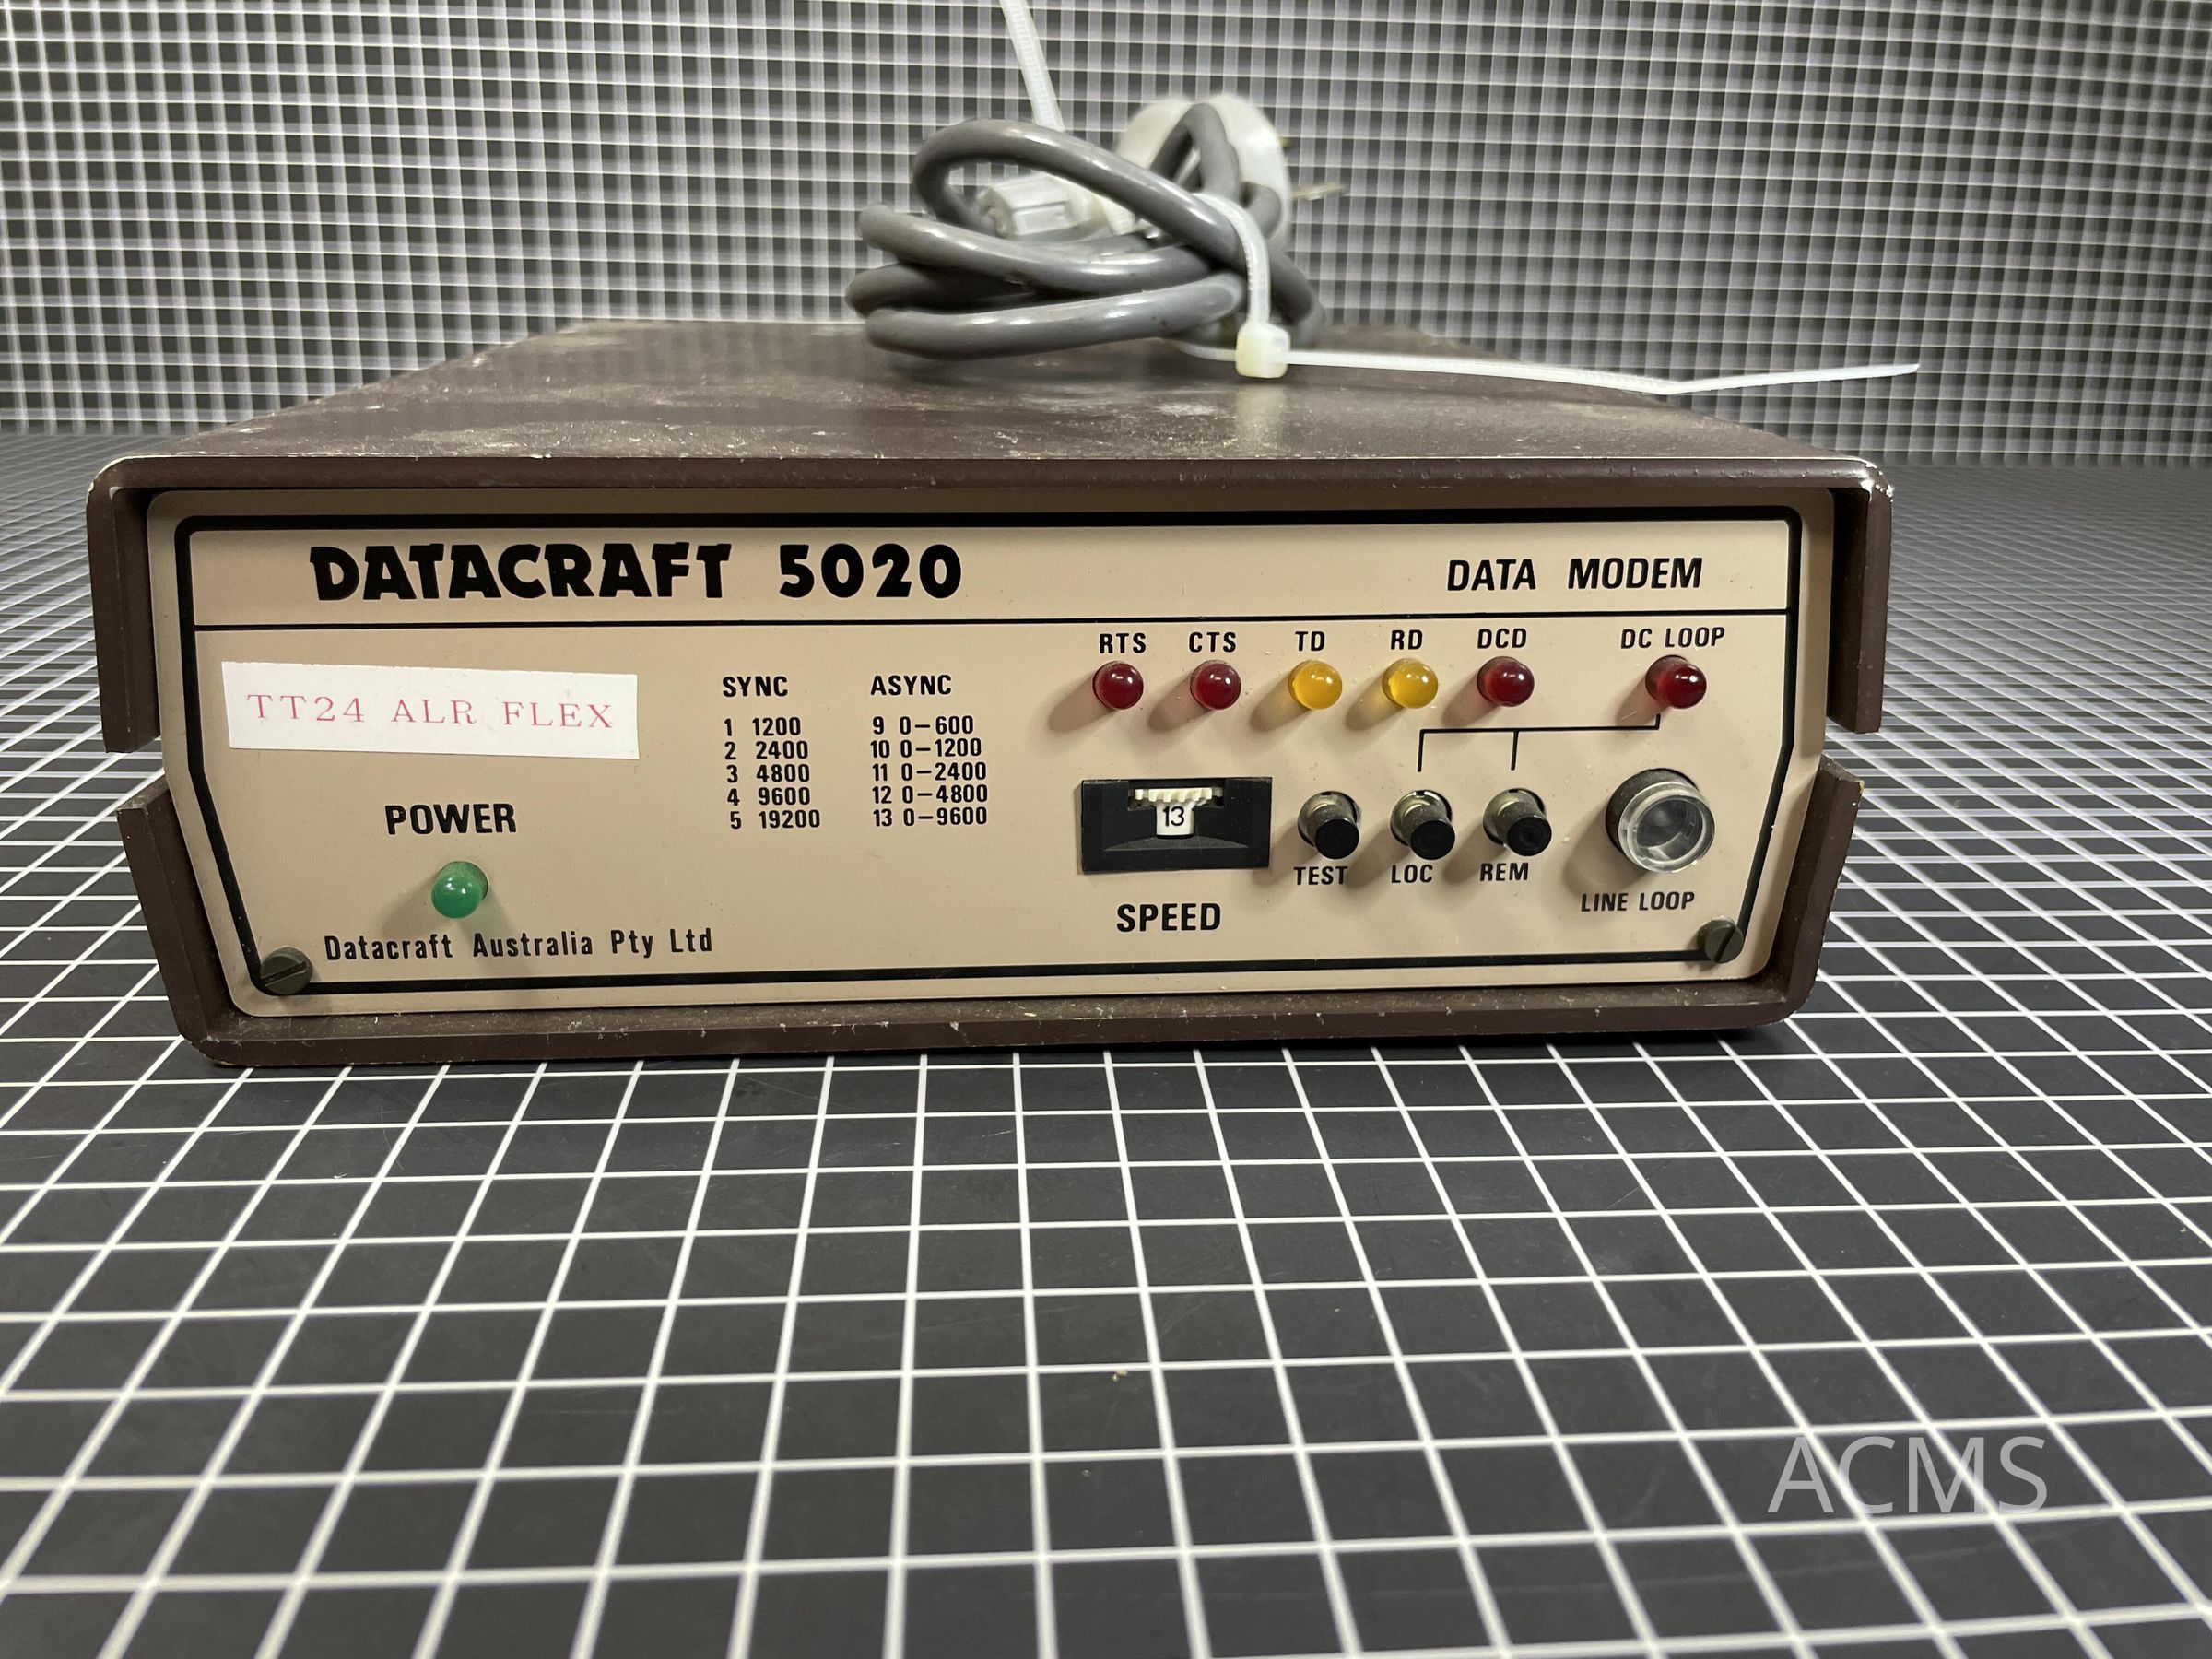 DATACRAFT 5020
DATA MODEM
RTS CTS TD RD DCD DC LOOP
TT24 ALR FLEX
SYNC ASYNC
1 1200 9 0–600
2 2400 10 0–1200
3 4800 11 0–2400
4 9600 12 0–4800
5 19200 13 0–9600
13
POWER
TEST LOC REM
LINE LOOP
SPEED
Datacraft Australia Pty Ltd
ACMS